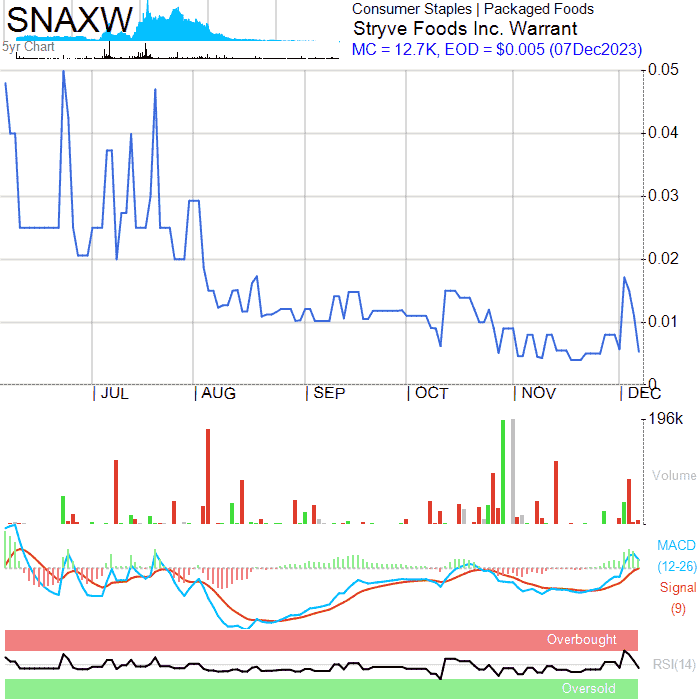 SNAXW
5yr Chart
Consumer Staples | Packaged Foods
Stryve Foods Inc. Warrant
MC = 12.7K, EOD = $0.005 (07Dec2023)
0.05
0.04
0.03
0.02
0.01
0
JUL AUG SEP OCT NOV DEC
196k
Volume
MACD
(12-26)
Signal
(9)
Overbought
RSI(14)
Oversold